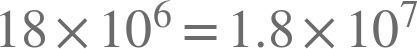 18 × 10⁶ = 1.8 × 10⁷